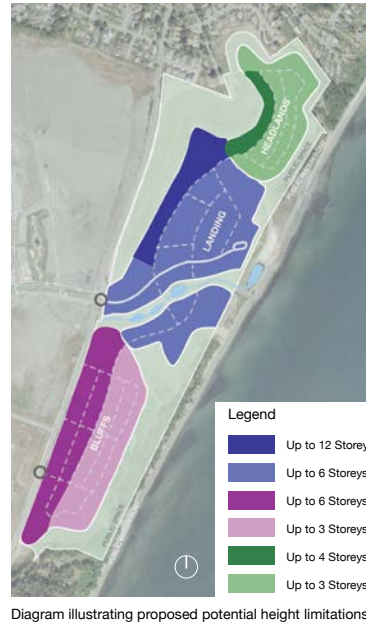 HEADLANDS
LANDING
BLUFFS
Legend
Up to 12 Storey
Up to 6 Storeys
Up to 6 Storeys
Up to 3 Storeys
Up to 4 Storeys
Up to 3 Storeys
Diagram illustrating proposed potential height limitations